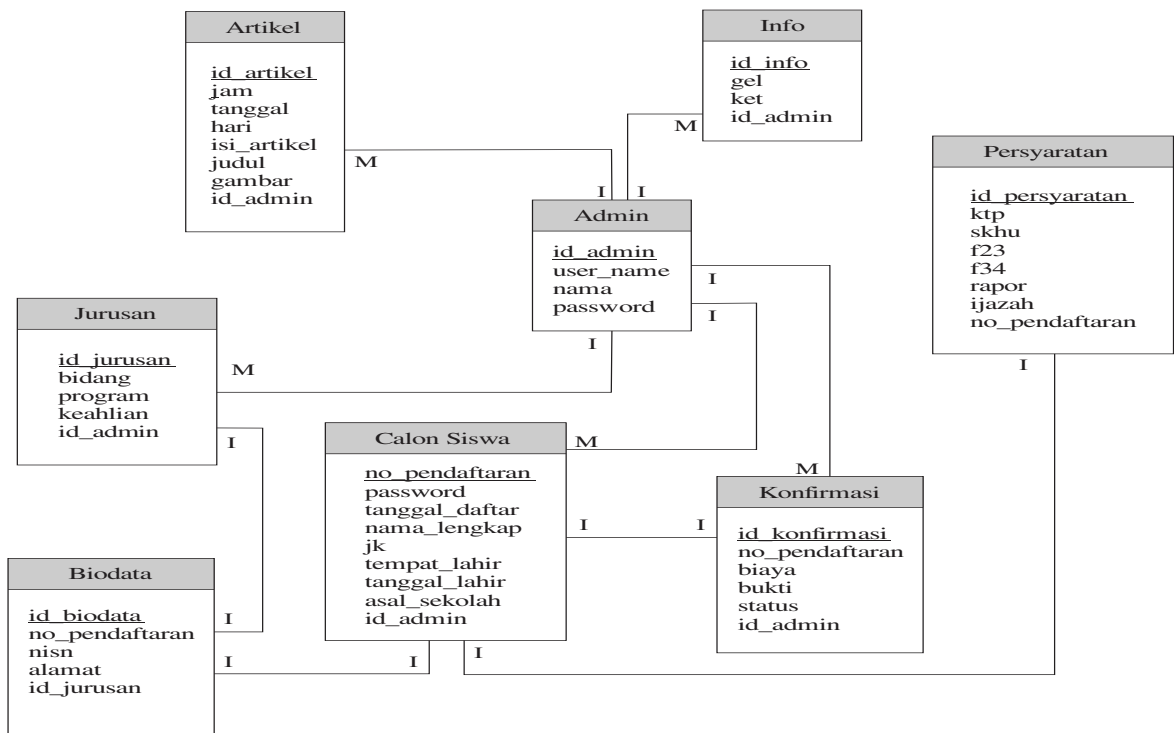 Artikel
id_artikel
jam
tanggal
hari
isi_artikel
judul
gambar
id_admin
M
I
Info
id_info
gel
ket
id_admin
M
I
Persyaratan
id_persyaratan
ktp
skhu
f23
f34
rapor
ijazah
no_pendaftaran
I
Admin
id_admin
user_name
nama
password
I
I
I
Jurusan
id_jurusan
bidang
program
keahlian
id_admin
M
I
Calon Siswa
no_pendaftaran
password
tanggal_daftar
nama_lengkap
jk
tempat_lahir
tanggal_lahir
asal_sekolah
id_admin
M
I
I
I
Konfirmasi
id_konfirmasi
no_pendaftaran
biaya
bukti
status
id_admin
M
I
Biodata
id_biodata
no_pendaftaran
nisn
alamat
id_jurusan
I
I